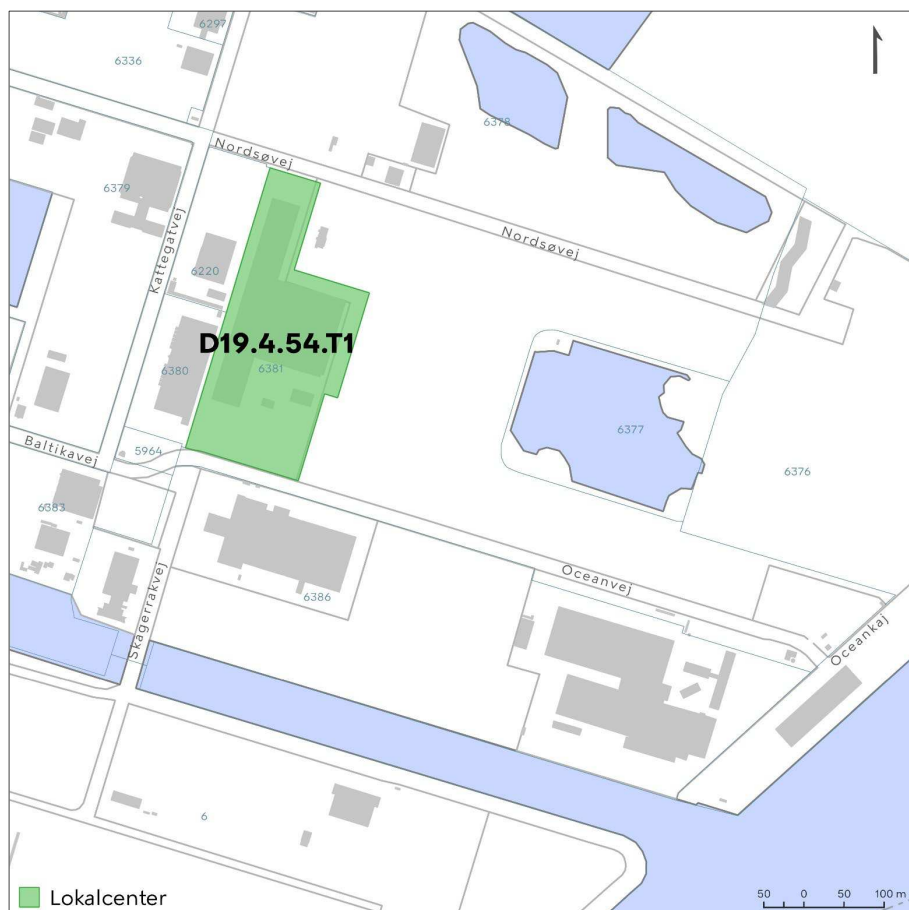 6297
6336
6378
Nordsøvej
6379
Nordsøvej
Kattegatvej
6220
D19.4.54.T1
6380
6381
6377
6376
Baltikavej
5964
6383
Oceanvej
6386
Skagerrakvej
Oceankaj
6
Lokalcenter
50 0 50 100 m